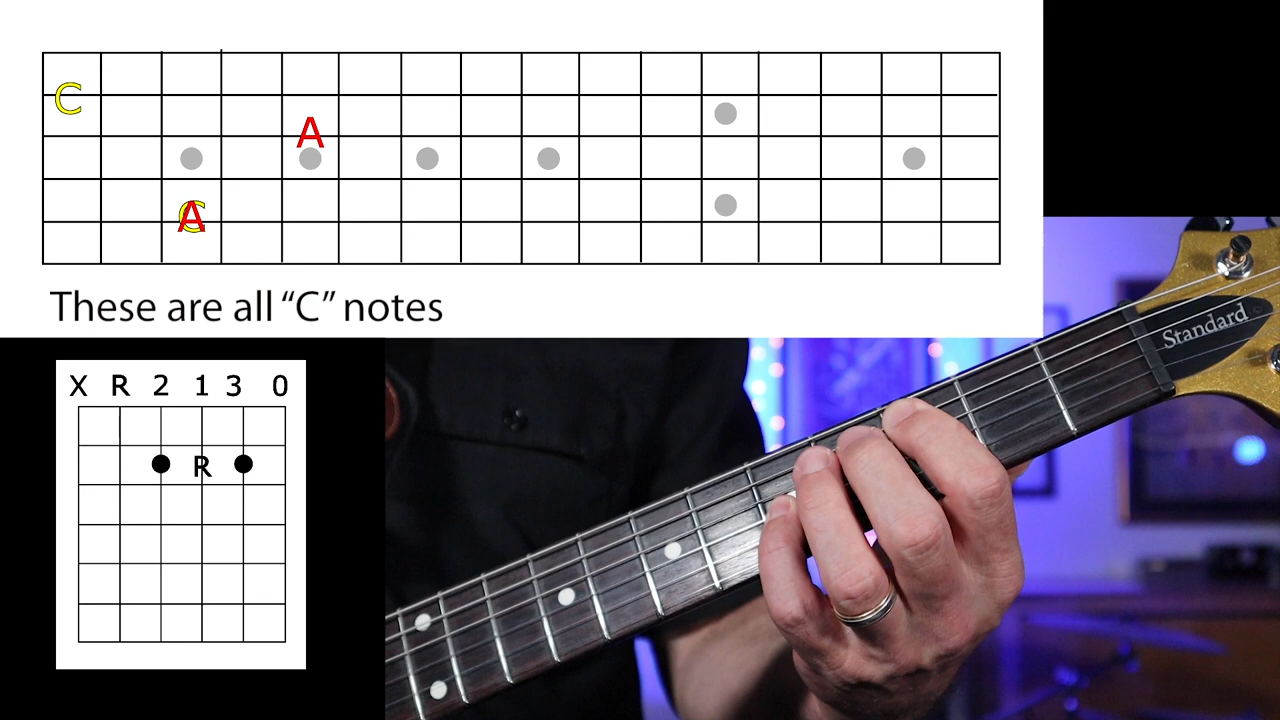 C
A
C A
These are all “C” notes
X R 2 1 3 0
R
Standard